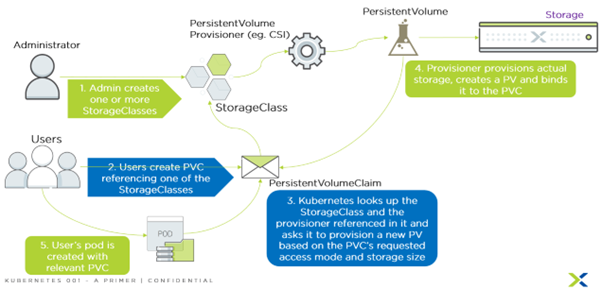 PersistentVolume
Provisioner (eg. CSI)
PersistentVolume
Storage
Administrator
1. Admin creates
one or more
StorageClasses
StorageClass
4. Provisioner provisions actual
storage, creates a PV and binds
it to the PVC
Users
2. Users create PVC
referencing one of the
StorageClasses
PersistentVolumeClaim
3. Kubernetes looks up the
StorageClass and the
provisioner referenced in it and
asks it to provision a new PV
based on the PVC's requested
access mode and storage size
POD
5. User's pod is
created with
relevant PVC
KUBERNETES 001 - A PRIMER | CONFIDENTIAL